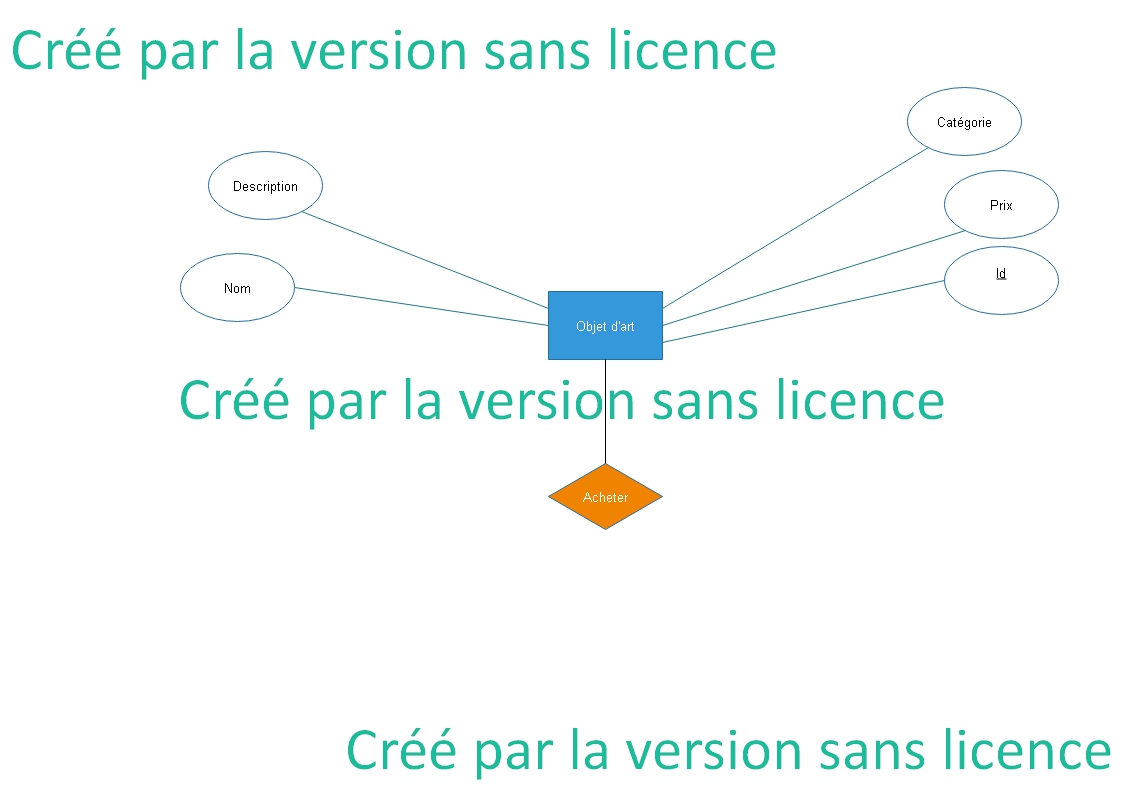 Créé par la version sans licence
Catégorie
Description
Prix
Id
Nom
Objet d'art
Créé par la version sans licence
Acheter
Créé par la version sans licence